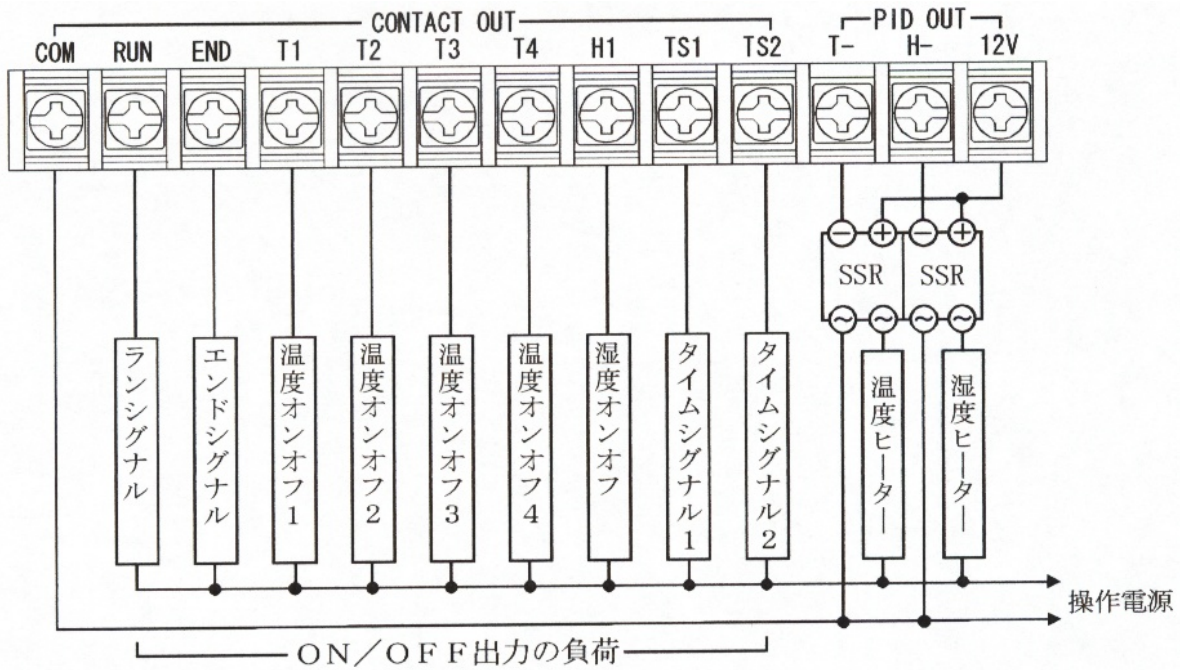 CONTACT OUT
PID OUT
COM RUN END T1 T2 T3 T4 H1 TS1 TS2 T- H- 12V
- + - +
SSR SSR
~ ~ ~ ~
ランシグナル
エンドシグナル
温度オンオフ1
温度オンオフ2
温度オンオフ3
温度オンオフ4
湿度オンオフ
タイムシグナル1
タイムシグナル2
温度ヒーター
湿度ヒーター
操作電源
ON/OFF出力の負荷